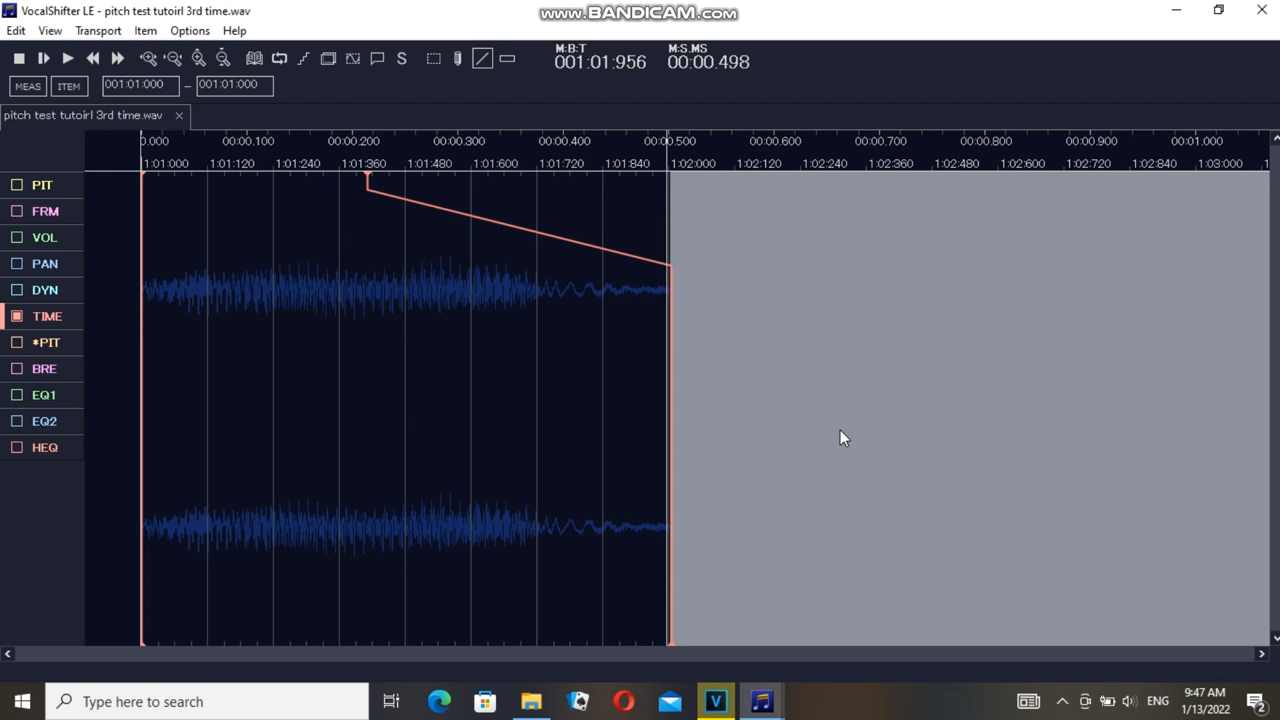 VocalShifter LE - pitch test tutoirl 3rd time.wav
www.BANDICAM.com
Edit View Transport Item Options Help
S
M:B:T M:S.MS
001:01:956 00:00.498
MEAS ITEM 001:01:000 – 001:01:000
pitch test tutoirl 3rd time.wav
0.000 00:00.100 00:00.200 00:00.300 00:00.400 00:00.500 00:00.600 00:00.700 00:00.800 00:00.900 00:01.000
1:01:000 1:01:120 1:01:240 1:01:360 1:01:480 1:01:600 1:01:720 1:01:840 1:02:000 1:02:120 1:02:240 1:02:360 1:02:480 1:02:600 1:02:720 1:02:840 1:03:000 1
PIT
FRM
VOL
PAN
DYN
TIME
*PIT
BRE
EQ1
EQ2
HEQ
Type here to search
V
ENG
9:47 AM
1/13/2022
2